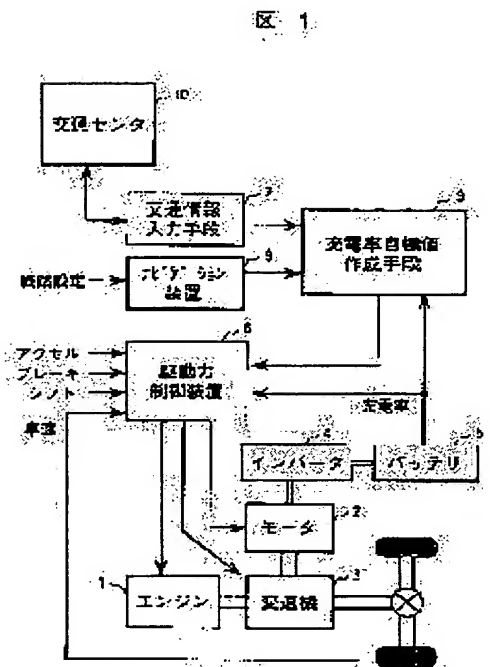 図 1
10
交通センタ
7
交通情報
入力手段
9
充電率目標値
作成手段
経路設定
ナビゲーション
装置
6
アクセル
ブレーキ
シフト
車速
駆動力
制御装置
充電率
4
インバータ
5
バッテリ
2
モータ
1
エンジン
3
変速機